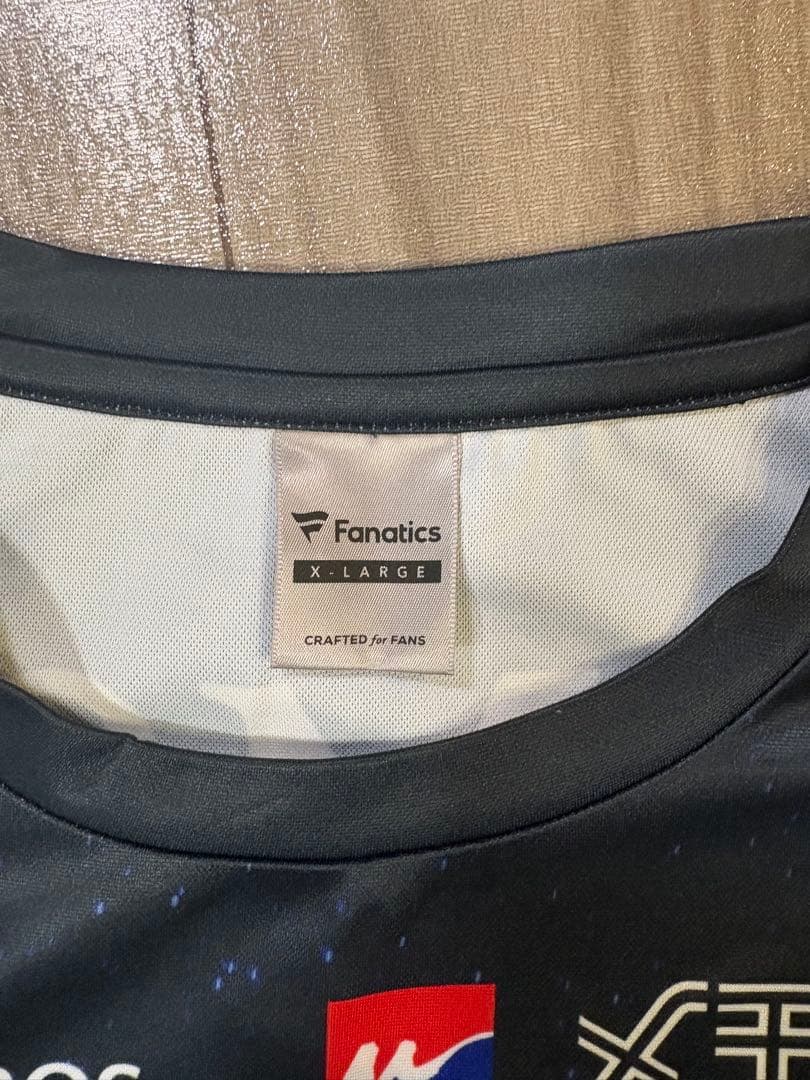 Fanatics
X-LARGE
CRAFTED for FANS